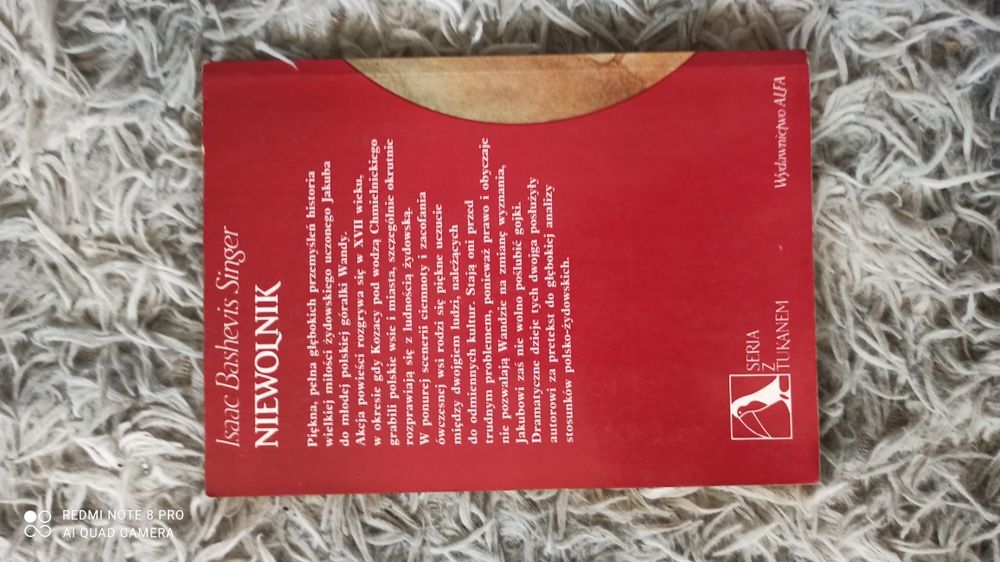 Isaac Bashevis Singer
NIEWOLNIK
Piękna, pełna głębokich przemyśleń historia
wielkiej miłości żydowskiego uczonego Jakuba
do młodej polskiej góralki Wandy.
Akcja powieści rozgrywa się w XVII wieku,
w okresie gdy Kozacy pod wodzą Chmielnickiego
grabili polskie wsie i miasta, szczególnie okrutnie
rozprawiają się z ludnością żydowską.
W ponurej scenerii ciemnoty i zacofania
ówczesnej wsi rodzi się piękne uczucie
między dwojgiem ludzi, należących
do odmiennych kultur. Stają oni przed
trudnym problemem, ponieważ prawo i obyczaje
nie pozwalają Wandzie na zmianę wyznania,
Jakubowi zaś nie wolno poślubić gojki.
Dramatyczne dzieje tych dwojga posłużyły
autorowi za pretekst do głębokiej analizy
stosunków polsko-żydowskich.
SERIA
Z
TUKANEM
Wydawnictwo ALFA
REDMI NOTE 8 PRO
AI QUAD CAMERA